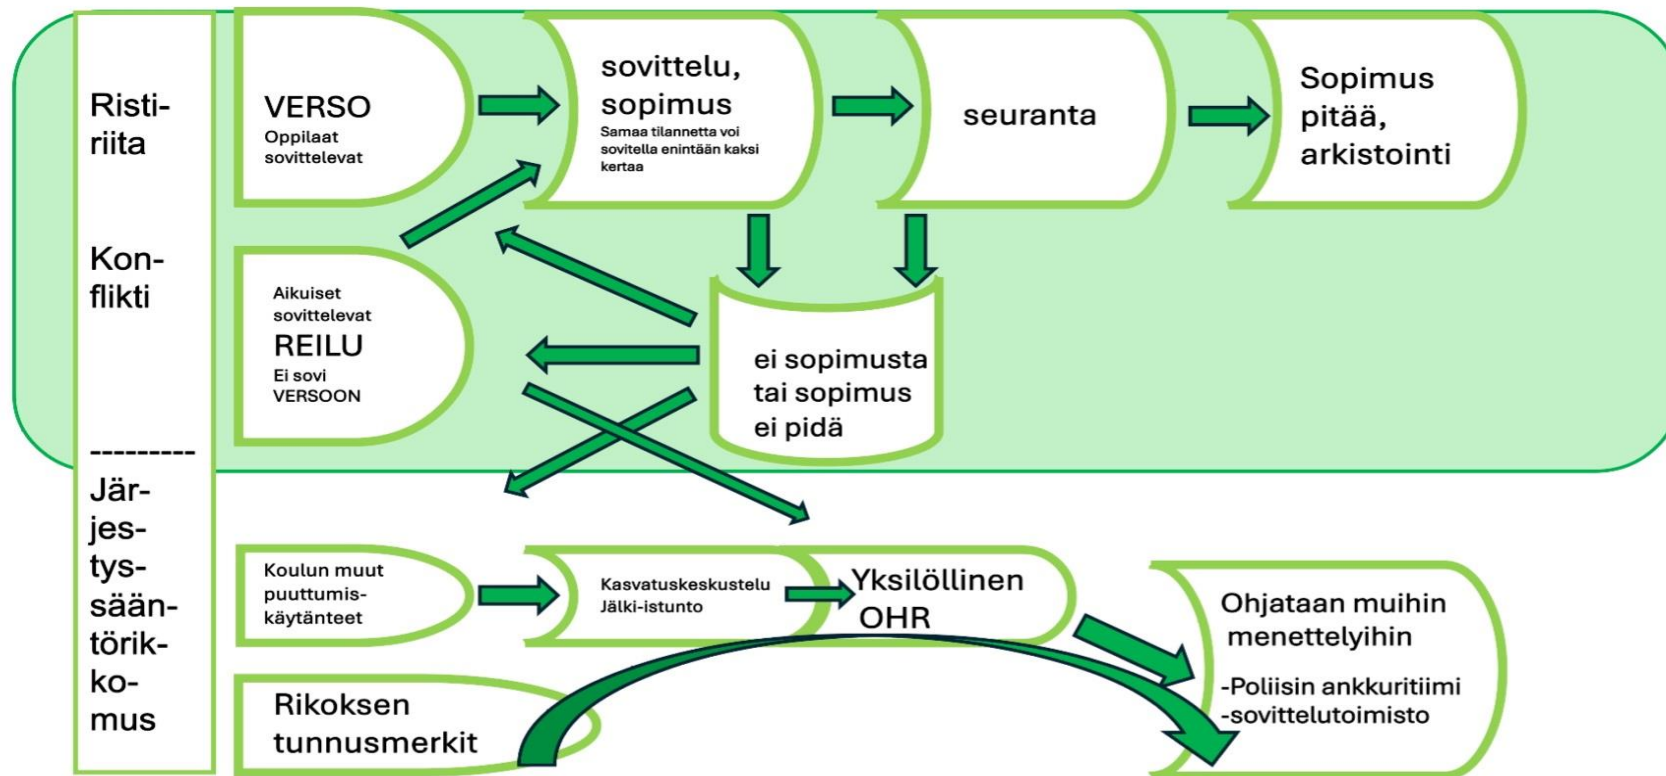 Risti-
riita
Kon-
flikti
---------
Jär-
jes-
tys-
sään-
törik-
ko-
mus
VERSO
Oppilaat
sovittelevat
sovittelu,
sopimus
Samaa tilannetta voi
sovitella enintään kaksi
kertaa
seuranta
Sopimus
pitää,
arkistointi
Aikuiset
sovittelevat
REILU
Ei sovi
VERSOON
ei sopimusta
tai sopimus
ei pidä
Koulun muut
puuttumis-
käytänteet
Kasvatuskeskustelu
Jälki-istunto
Yksilöllinen
OHR
Ohjataan muihin
menettelyihin
-Poliisin ankkuritiimi
-sovittelutoimisto
Rikoksen
tunnusmerkit